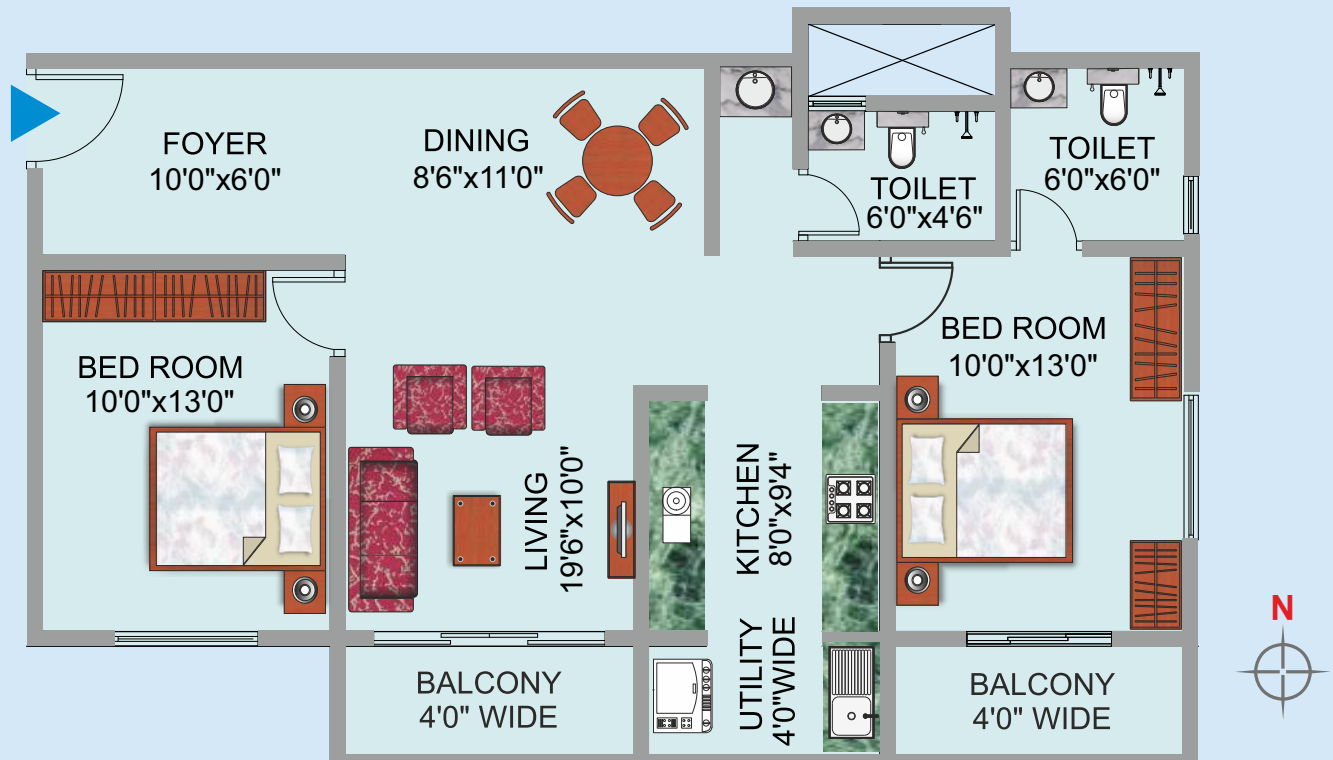 FOYER
10'0"x6'0"
DINING
8'6"x11'0"
TOILET
6'0"x4'6"
TOILET
6'0"x6'0"
BED ROOM
10'0"x13'0"
BED ROOM
10'0"x13'0"
LIVING
19'6"x10'0"
KITCHEN
8'0"x9'4"
UTILITY
4'0"WIDE
BALCONY
4'0" WIDE
BALCONY
4'0" WIDE
N